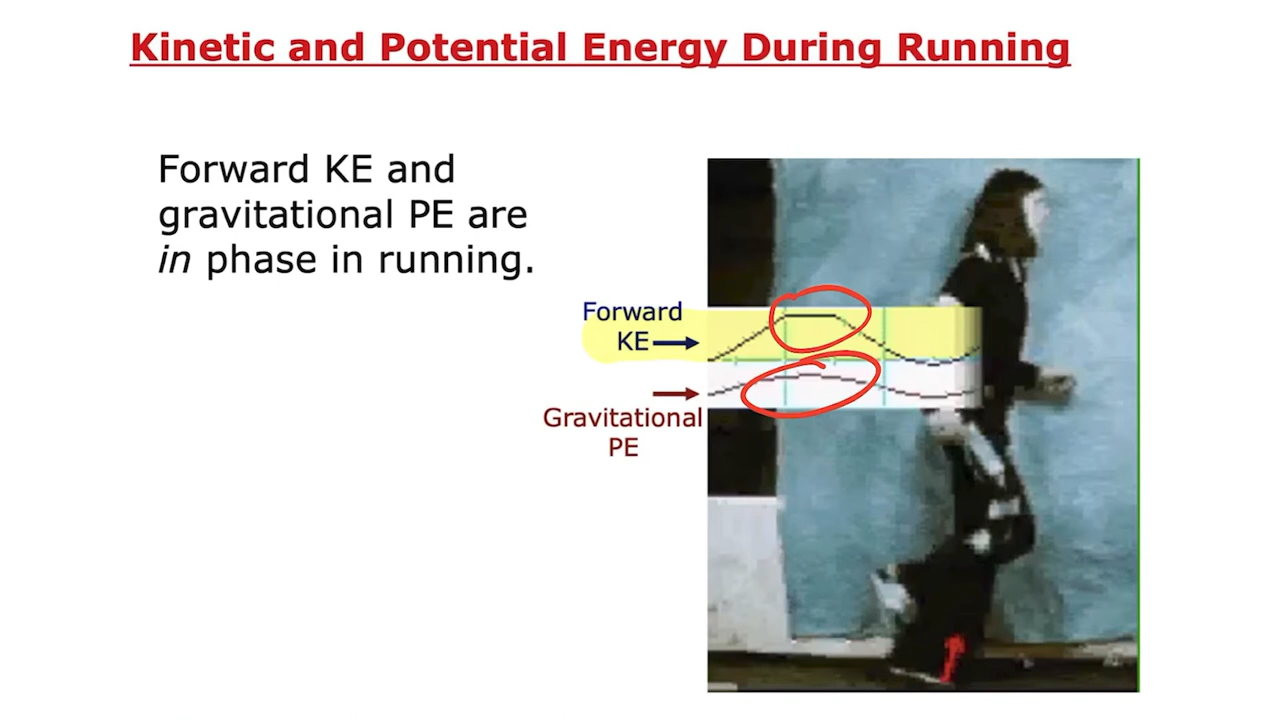 Kinetic and Potential Energy During Running
Forward KE and
gravitational PE are
in phase in running.
Forward
KE
Gravitational
PE